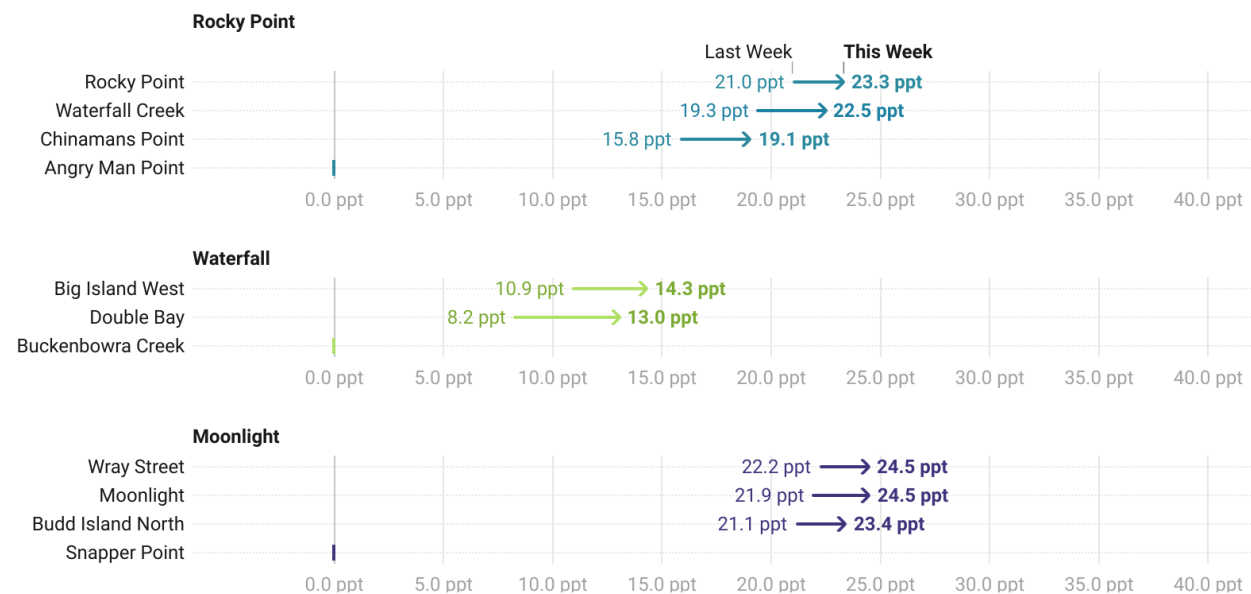 Rocky Point
Last Week This Week
Rocky Point 21.0 ppt 23.3 ppt
Waterfall Creek 19.3 ppt 22.5 ppt
Chinamans Point 15.8 ppt 19.1 ppt
Angry Man Point
0.0 ppt 5.0 ppt 10.0 ppt 15.0 ppt 20.0 ppt 25.0 ppt 30.0 ppt 35.0 ppt 40.0 ppt
Waterfall
Big Island West 10.9 ppt 14.3 ppt
Double Bay 8.2 ppt 13.0 ppt
Buckenbowra Creek
0.0 ppt 5.0 ppt 10.0 ppt 15.0 ppt 20.0 ppt 25.0 ppt 30.0 ppt 35.0 ppt 40.0 ppt
Moonlight
Wray Street 22.2 ppt 24.5 ppt
Moonlight 21.9 ppt 24.5 ppt
Budd Island North 21.1 ppt 23.4 ppt
Snapper Point
0.0 ppt 5.0 ppt 10.0 ppt 15.0 ppt 20.0 ppt 25.0 ppt 30.0 ppt 35.0 ppt 40.0 ppt